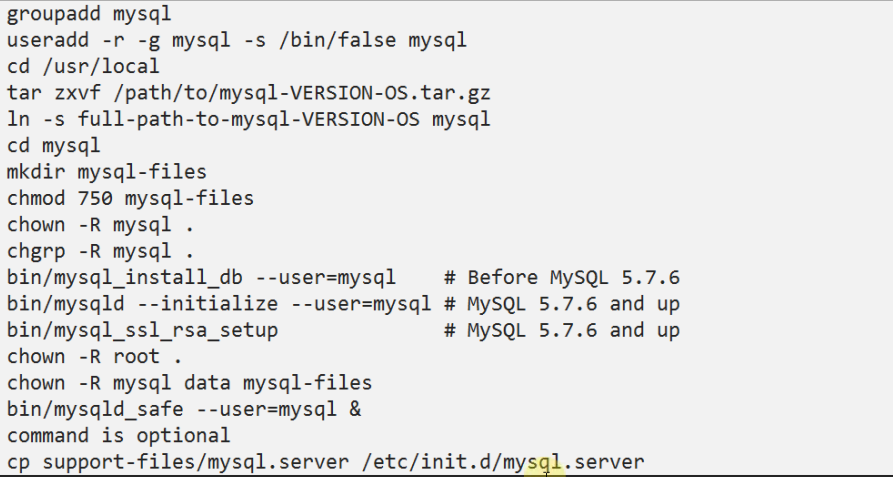 groupadd mysql
useradd -r -g mysql -s /bin/false mysql
cd /usr/local
tar zxvf /path/to/mysql-VERSION-OS.tar.gz
ln -s full-path-to-mysql-VERSION-OS mysql
cd mysql
mkdir mysql-files
chmod 750 mysql-files
chown -R mysql .
chgrp -R mysql .
bin/mysql_install_db --user=mysql    # Before MySQL 5.7.6
bin/mysqld --initialize --user=mysql # MySQL 5.7.6 and up
bin/mysql_ssl_rsa_setup              # MySQL 5.7.6 and up
chown -R root .
chown -R mysql data mysql-files
bin/mysqld_safe --user=mysql &
command is optional
cp support-files/mysql.server /etc/init.d/mysql.server